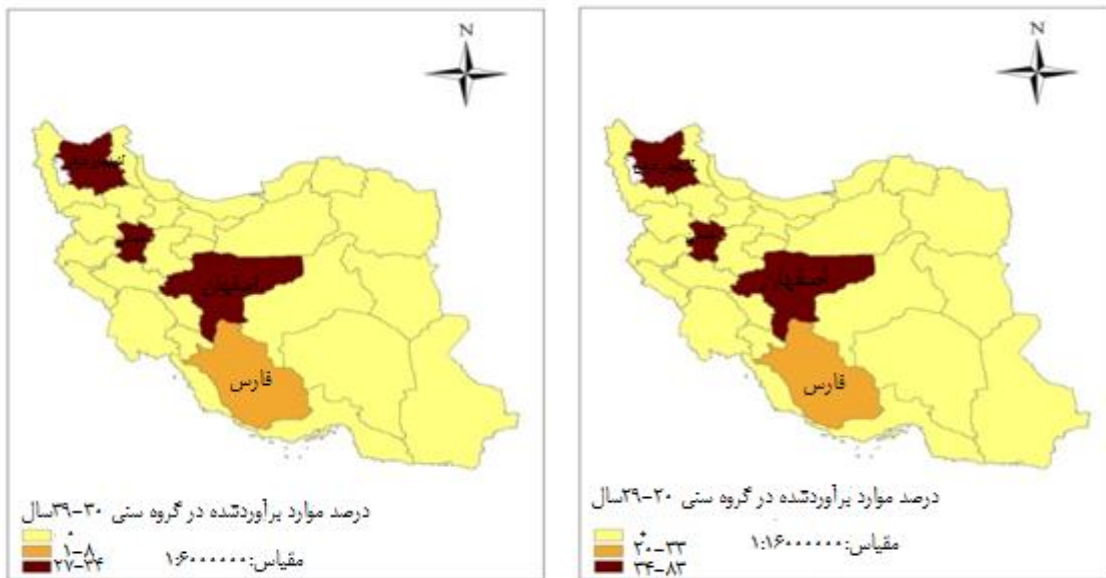 N
اصفهان
فارس
درصد موارد برآوردشده در گروه سنی ۳۰-۳۹سال
۰
۱-۸
۲۷-۳۴
مقیاس:۱:۶۰۰۰۰۰۰
N
اصفهان
فارس
درصد موارد برآوردشده در گروه سنی ۲۰-۲۹سال
۰
۲۰-۳۳
۳۴-۸۳
مقیاس:۱:۱۶۰۰۰۰۰۰